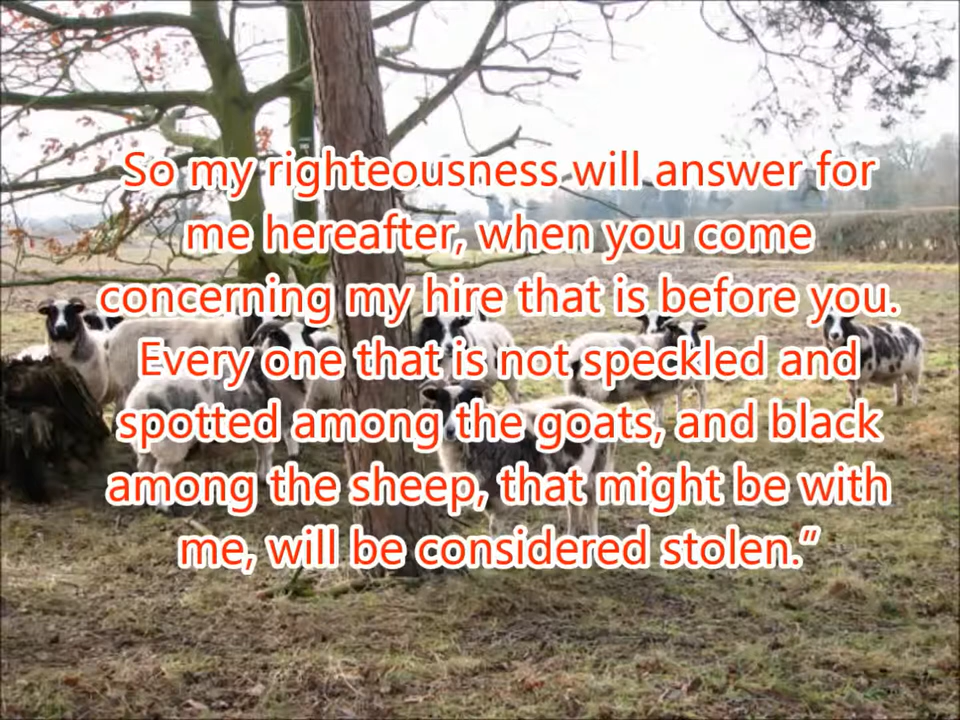 So my righteousness will answer for
me hereafter, when you come
concerning my hire that is before you.
Every one that is not speckled and
spotted among the goats, and black
among the sheep, that might be with
me, will be considered stolen.”